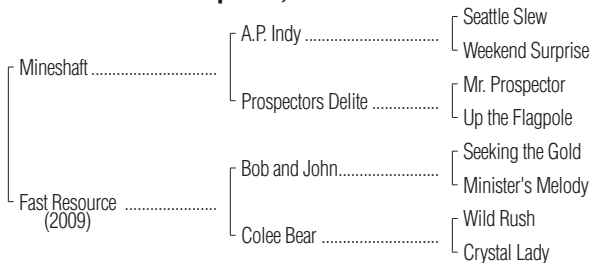 Seattle Slew
A.P. Indy ................................
Weekend Surprise
Mineshaft ..............................
Mr. Prospector
Prospectors Delite .................
Up the Flagpole
Seeking the Gold
Bob and John........................
Minister's Melody
Fast Resource ......................
(2009)
Wild Rush
Colee Bear ............................
Crystal Lady